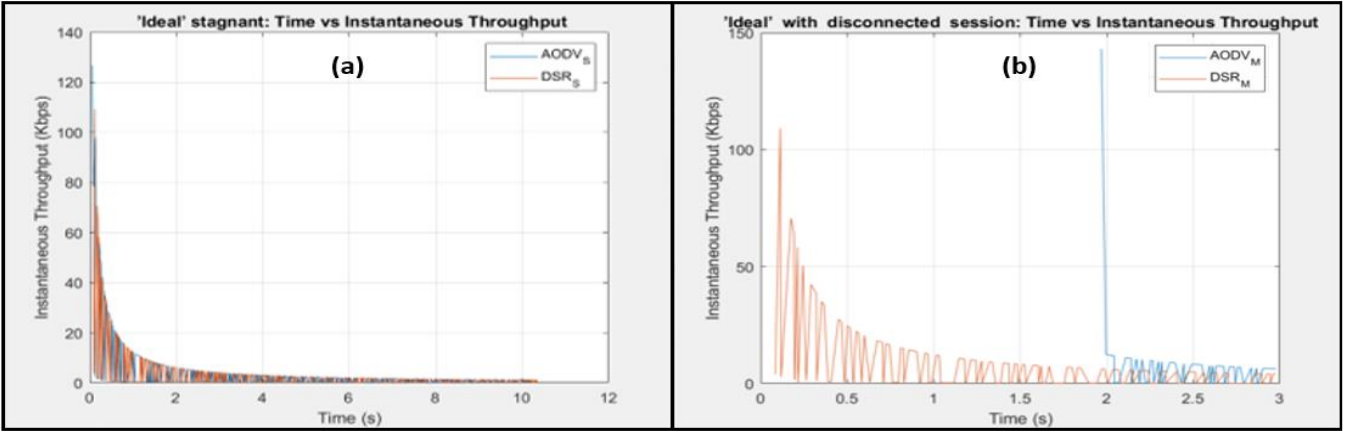 'Ideal' stagnant: Time vs Instantaneous Throughput
(a)
AODV_S
DSR_S
Instantaneous Throughput (Kbps)
140
120
100
80
60
40
20
0
0 2 4 6 8 10 12
Time (s)
'Ideal' with disconnected session: Time vs Instantaneous Throughput
(b)
AODV_M
DSR_M
Instantaneous Throughput (Kbps)
150
100
50
0
0 0.5 1 1.5 2 2.5 3
Time (s)